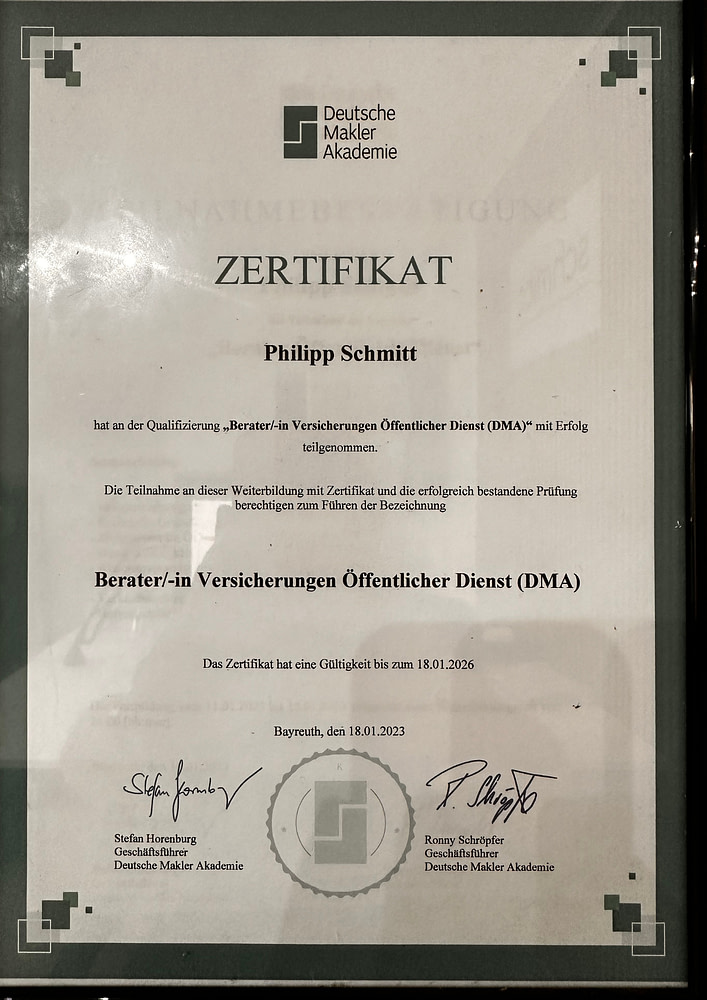 Deutsche
Makler
Akademie
ZERTIFIKAT
Philipp Schmitt
hat an der Qualifizierung „Berater/-in Versicherungen Öffentlicher Dienst (DMA)“ mit Erfolg
teilgenommen.
Die Teilnahme an dieser Weiterbildung mit Zertifikat und die erfolgreich bestandene Prüfung
berechtigen zum Führen der Bezeichnung
Berater/-in Versicherungen Öffentlicher Dienst (DMA)
Das Zertifikat hat eine Gültigkeit bis zum 18.01.2026
Bayreuth, den 18.01.2023
Stefan Horenburg
Geschäftsführer
Deutsche Makler Akademie
Ronny Schröpfer
Geschäftsführer
Deutsche Makler Akademie